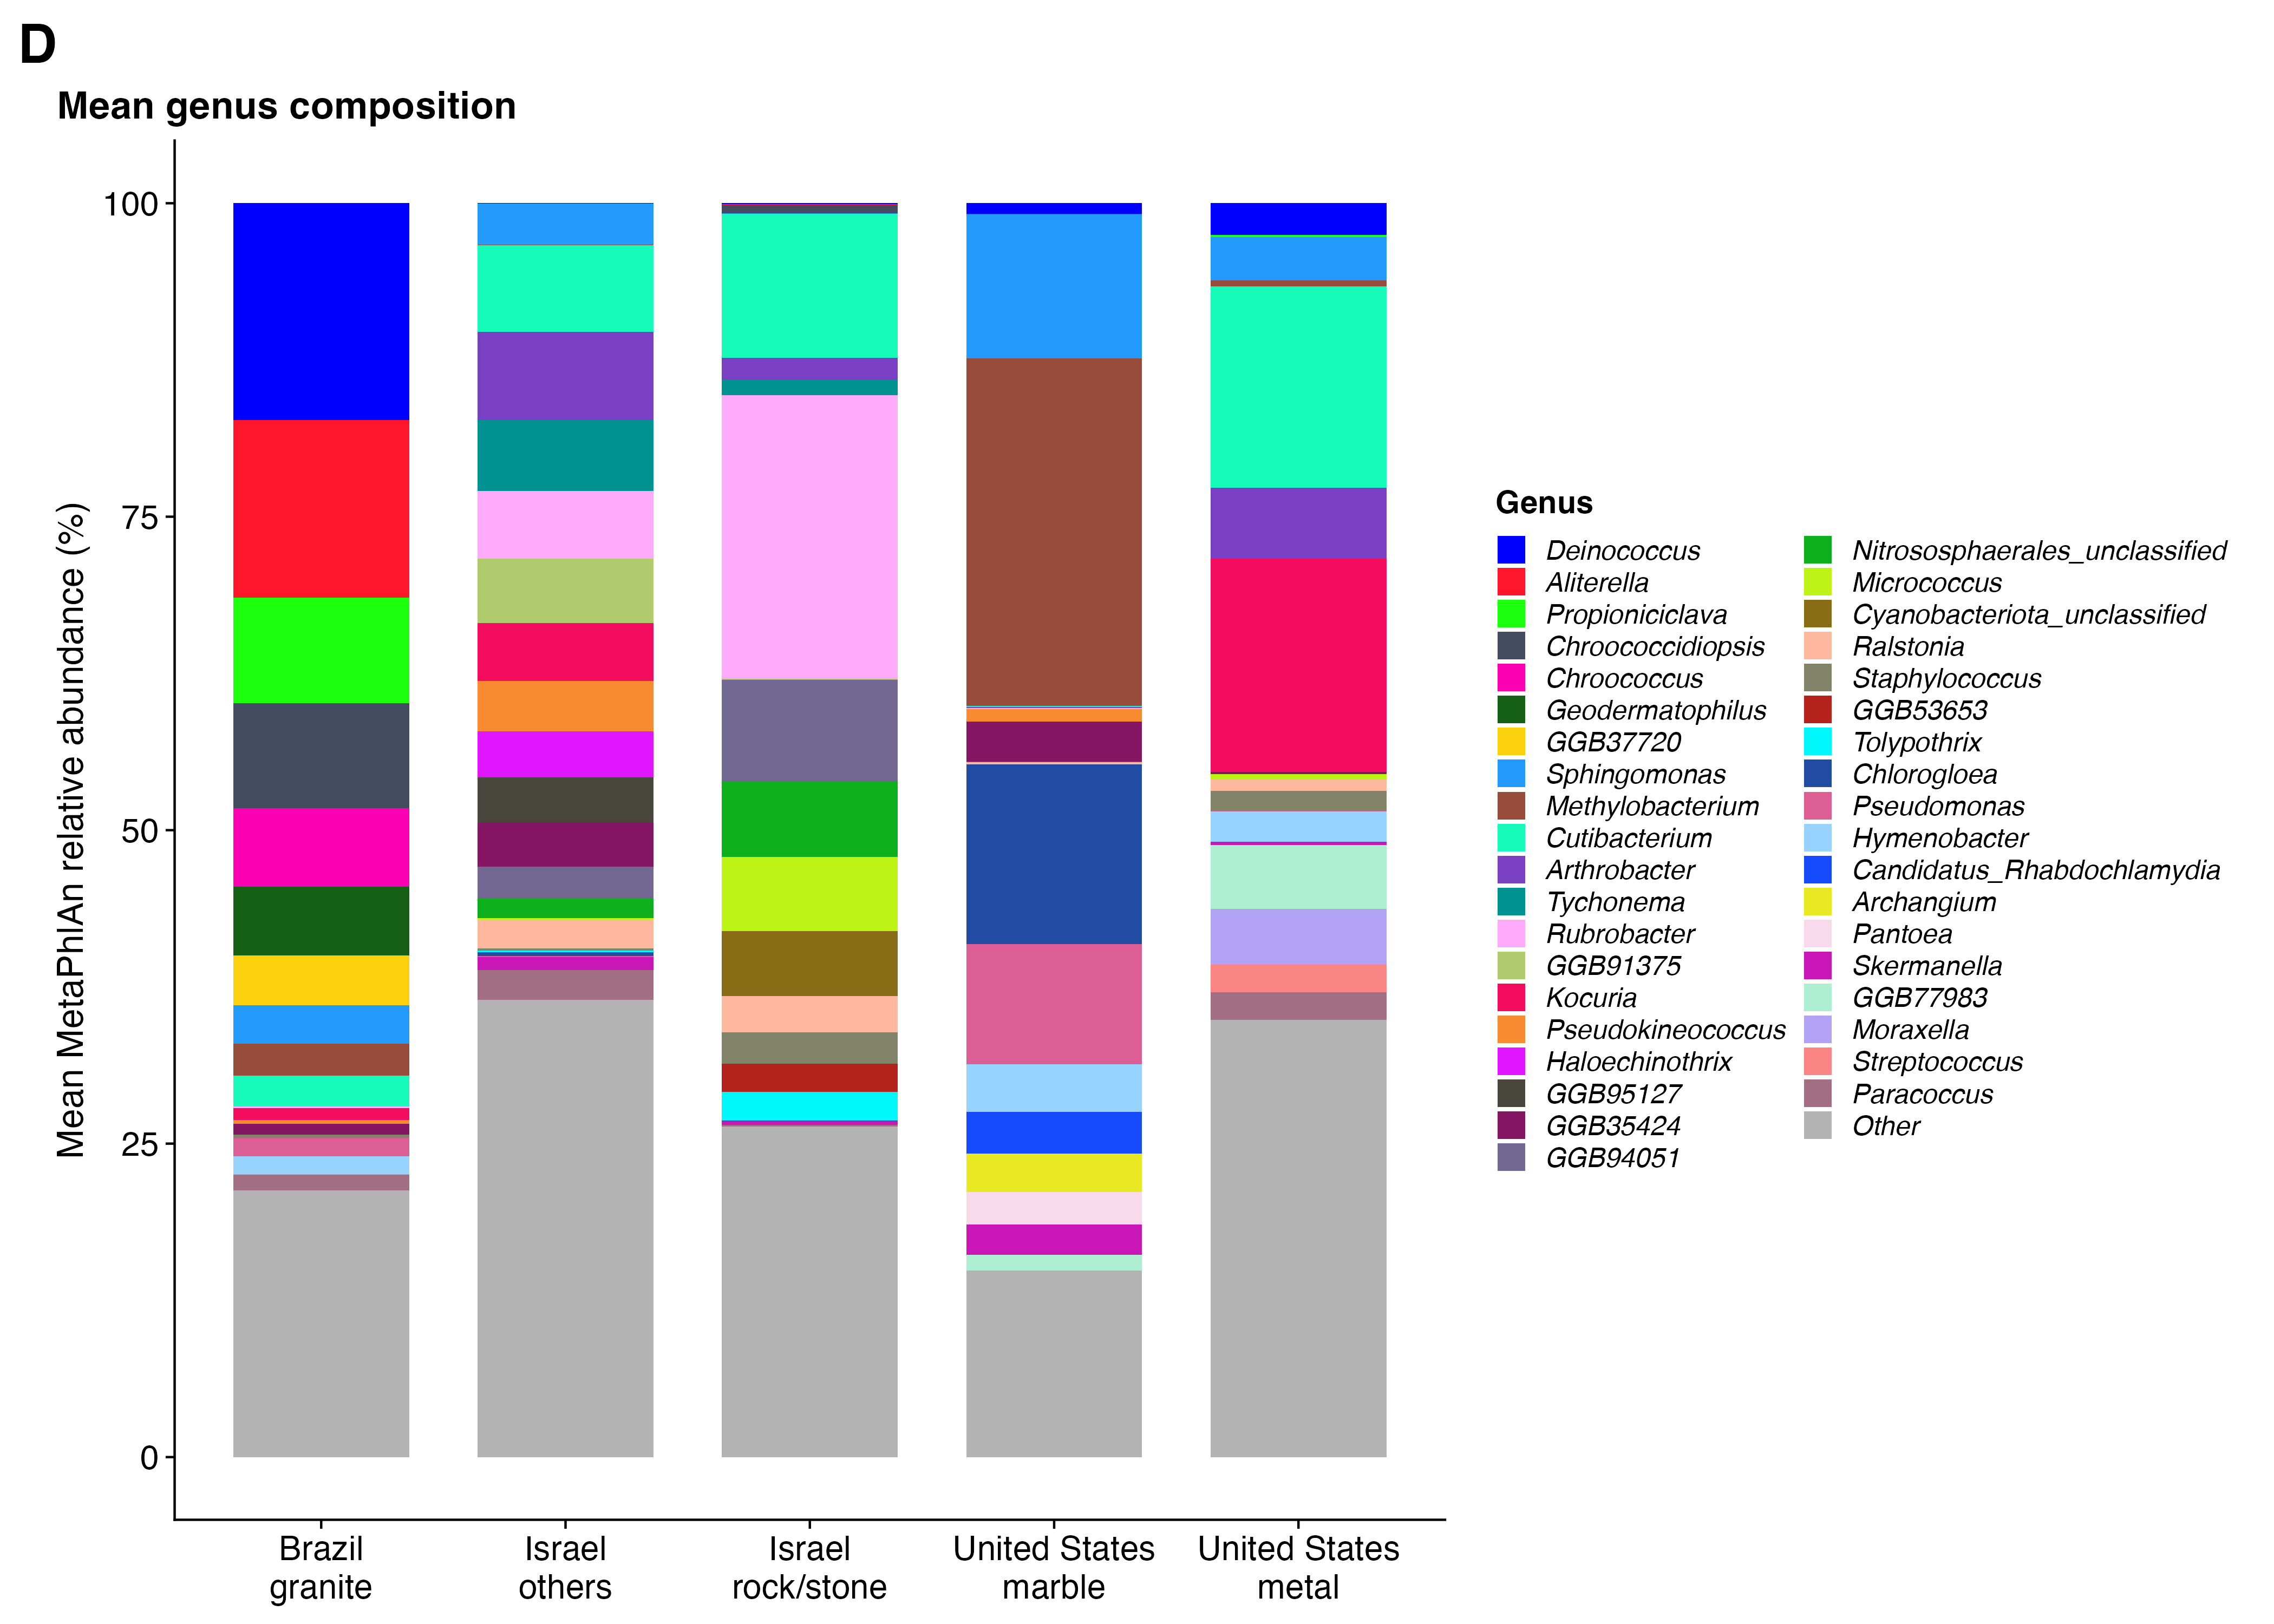 D
Mean genus composition
Mean MetaPhlAn relative abundance (%)
100
75
50
25
0
Brazil
granite
Israel
others
Israel
rock/stone
United States
marble
United States
metal
Genus
Deinococcus
Aliterella
Propioniciclava
Chroococcidiopsis
Chroococcus
Geodermatophilus
GGB37720
Sphingomonas
Methylobacterium
Cutibacterium
Arthrobacter
Tychonema
Rubrobacter
GGB91375
Kocuria
Pseudokineococcus
Haloechinothrix
GGB95127
GGB35424
GGB94051
Nitrososphaerales_unclassified
Micrococcus
Cyanobacteriota_unclassified
Ralstonia
Staphylococcus
GGB53653
Tolypothrix
Chlorogloea
Pseudomonas
Hymenobacter
Candidatus_Rhabdochlamydia
Archangium
Pantoea
Skermanella
GGB77983
Moraxella
Streptococcus
Paracoccus
Other